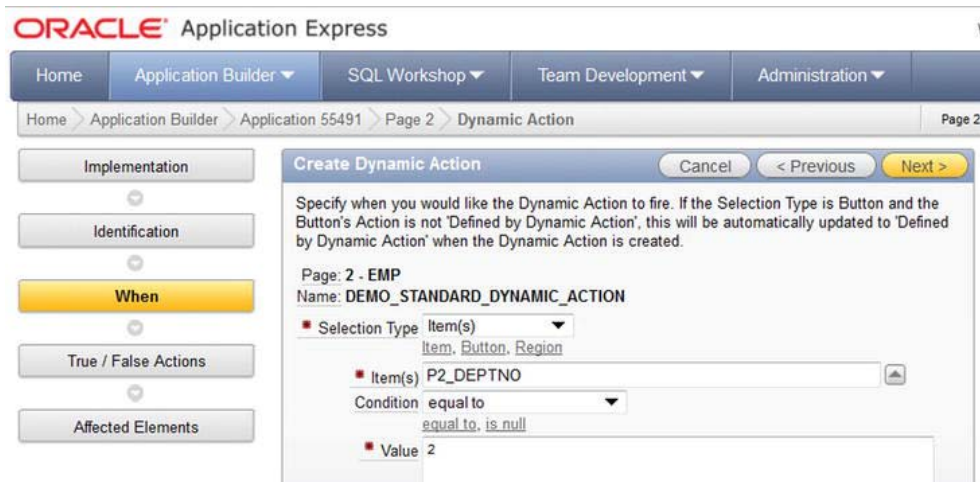 ORACLE Application Express
Home Application Builder SQL Workshop Team Development Administration
Home Application Builder Application 55491 Page 2 Dynamic Action Page 2
Implementation
Identification
When
True / False Actions
Affected Elements
Create Dynamic Action Cancel < Previous Next >
Specify when you would like the Dynamic Action to fire. If the Selection Type is Button and the
Button's Action is not 'Defined by Dynamic Action', this will be automatically updated to 'Defined
by Dynamic Action' when the Dynamic Action is created.
Page: 2 - EMP
Name: DEMO_STANDARD_DYNAMIC_ACTION
Selection Type Item(s)
Item, Button, Region
Item(s) P2_DEPTNO
Condition equal to
equal to, is null
Value 2